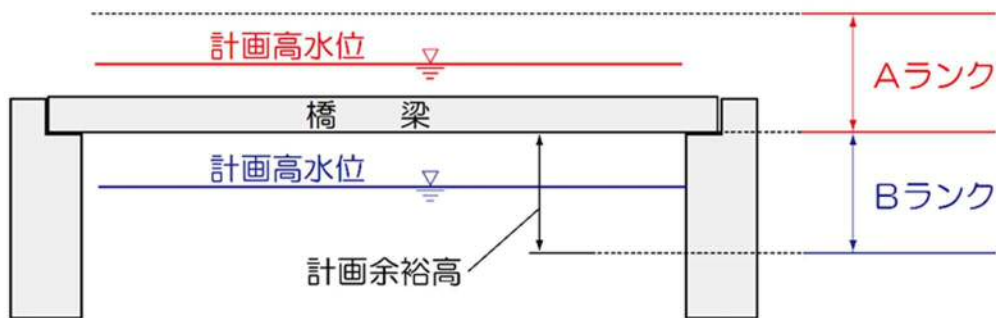 計画高水位
Aランク
橋 梁
計画高水位
Bランク
計画余裕高